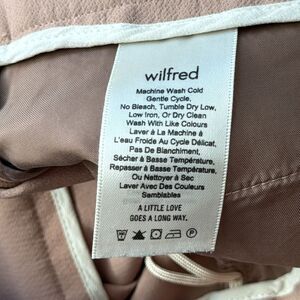 wilfred
Machine Wash Cold
Gentle Cycle,
No Bleach, Tumble Dry Low,
Low Iron, Or Dry Clean
Wash With Like Colours
Laver À La Machine À
L'eau Froide Au Cycle Délicat,
Pas De Blanchiment,
Sécher à Basse Température,
Repasser à Basse Température,
Ou Nettoyer à Sec
Laver Avec Des Couleurs
Semblables
A LITTLE LOVE
GOES A LONG WAY.
P